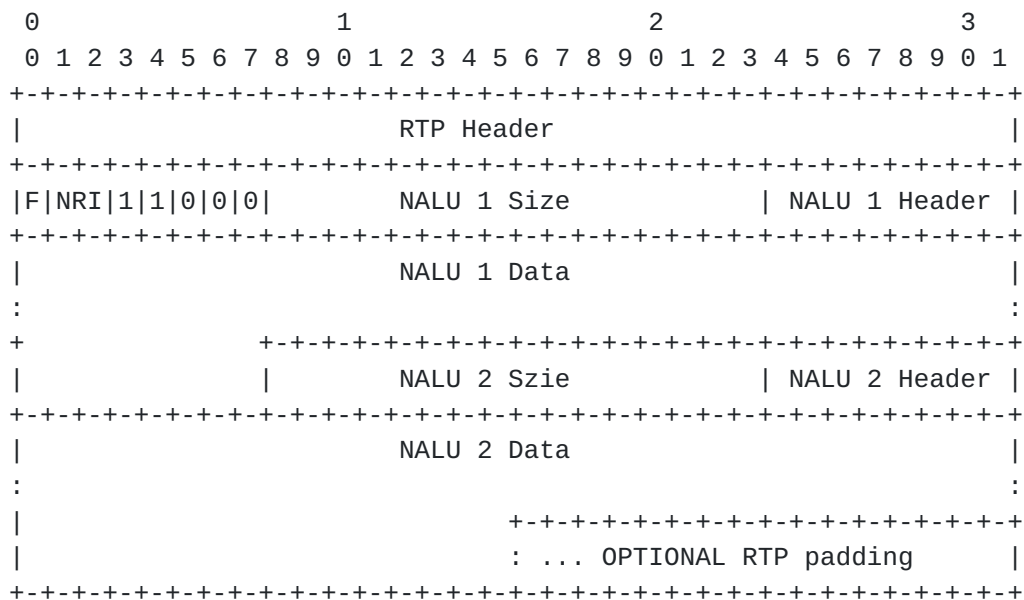 0                   1                   2                   3
 0 1 2 3 4 5 6 7 8 9 0 1 2 3 4 5 6 7 8 9 0 1 2 3 4 5 6 7 8 9 0 1
+-+-+-+-+-+-+-+-+-+-+-+-+-+-+-+-+-+-+-+-+-+-+-+-+-+-+-+-+-+-+-+-+
|                        RTP Header                             |
+-+-+-+-+-+-+-+-+-+-+-+-+-+-+-+-+-+-+-+-+-+-+-+-+-+-+-+-+-+-+-+-+
|F|NRI|1|1|0|0|0|        NALU 1 Size            | NALU 1 Header |
+-+-+-+-+-+-+-+-+-+-+-+-+-+-+-+-+-+-+-+-+-+-+-+-+-+-+-+-+-+-+-+-+
|                        NALU 1 Data                            |
:                                                               :
+               +-+-+-+-+-+-+-+-+-+-+-+-+-+-+-+-+-+-+-+-+-+-+-+-+
|               |        NALU 2 Szie            | NALU 2 Header |
+-+-+-+-+-+-+-+-+-+-+-+-+-+-+-+-+-+-+-+-+-+-+-+-+-+-+-+-+-+-+-+-+
|                        NALU 2 Data                            |
:                                                               :
|                               +-+-+-+-+-+-+-+-+-+-+-+-+-+-+-+-+
|                               : ... OPTIONAL RTP padding      |
+-+-+-+-+-+-+-+-+-+-+-+-+-+-+-+-+-+-+-+-+-+-+-+-+-+-+-+-+-+-+-+-+